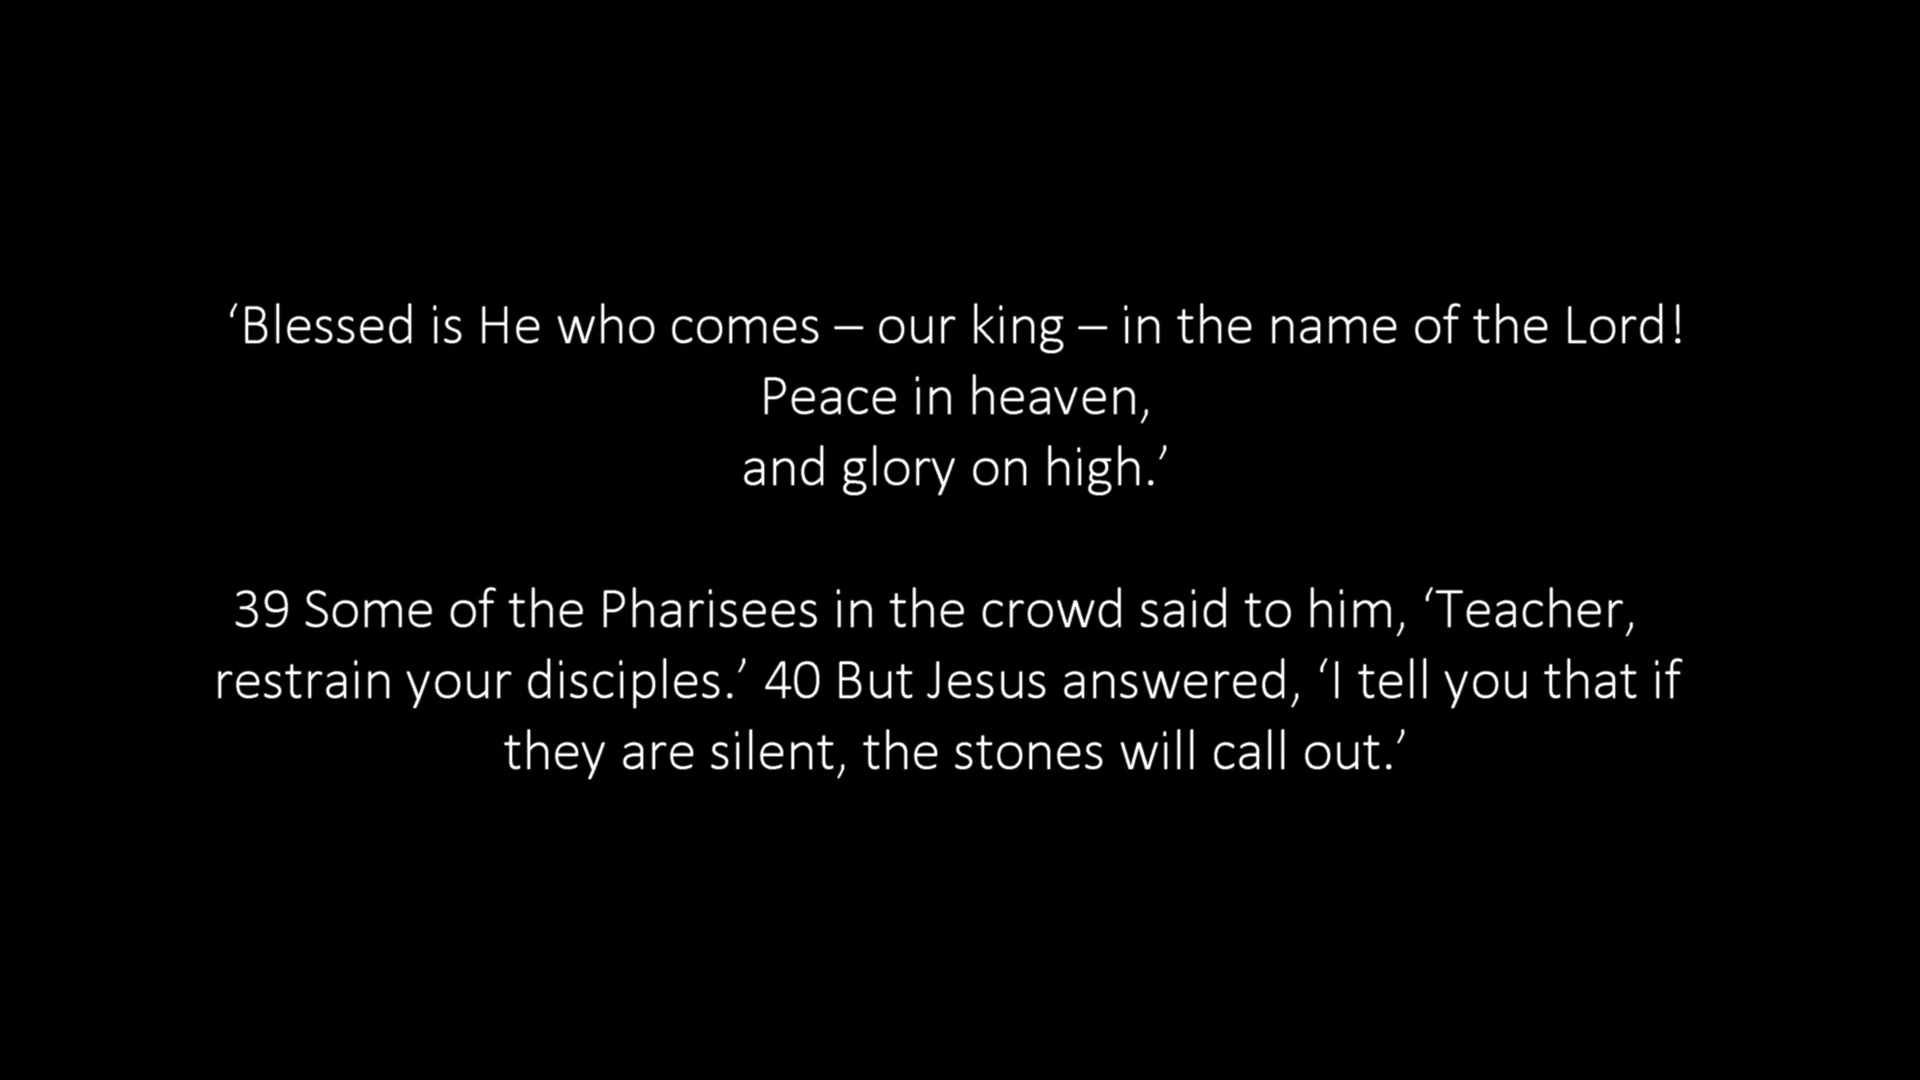 ‘Blessed is He who comes – our king – in the name of the Lord!
Peace in heaven,
and glory on high.’
39 Some of the Pharisees in the crowd said to him, ‘Teacher,
restrain your disciples.’ 40 But Jesus answered, ‘I tell you that if
they are silent, the stones will call out.’